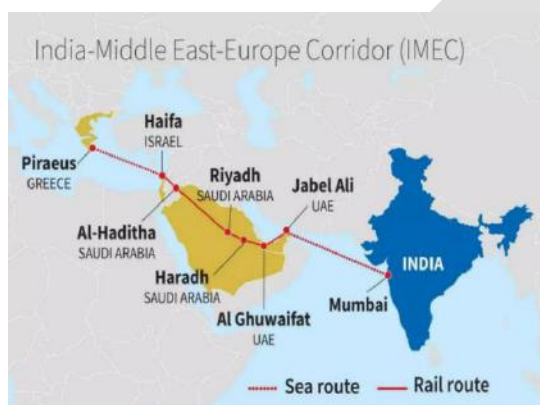 India-Middle East-Europe Corridor (IMEC)
Haifa
ISRAEL
Piraeus
GREECE
Riyadh
SAUDI ARABIA
Jabel Ali
UAE
Al-Haditha
SAUDI ARABIA
Haradh
SAUDI ARABIA
INDIA
Mumbai
Al Ghuwaifat
UAE
Sea route
Rail route